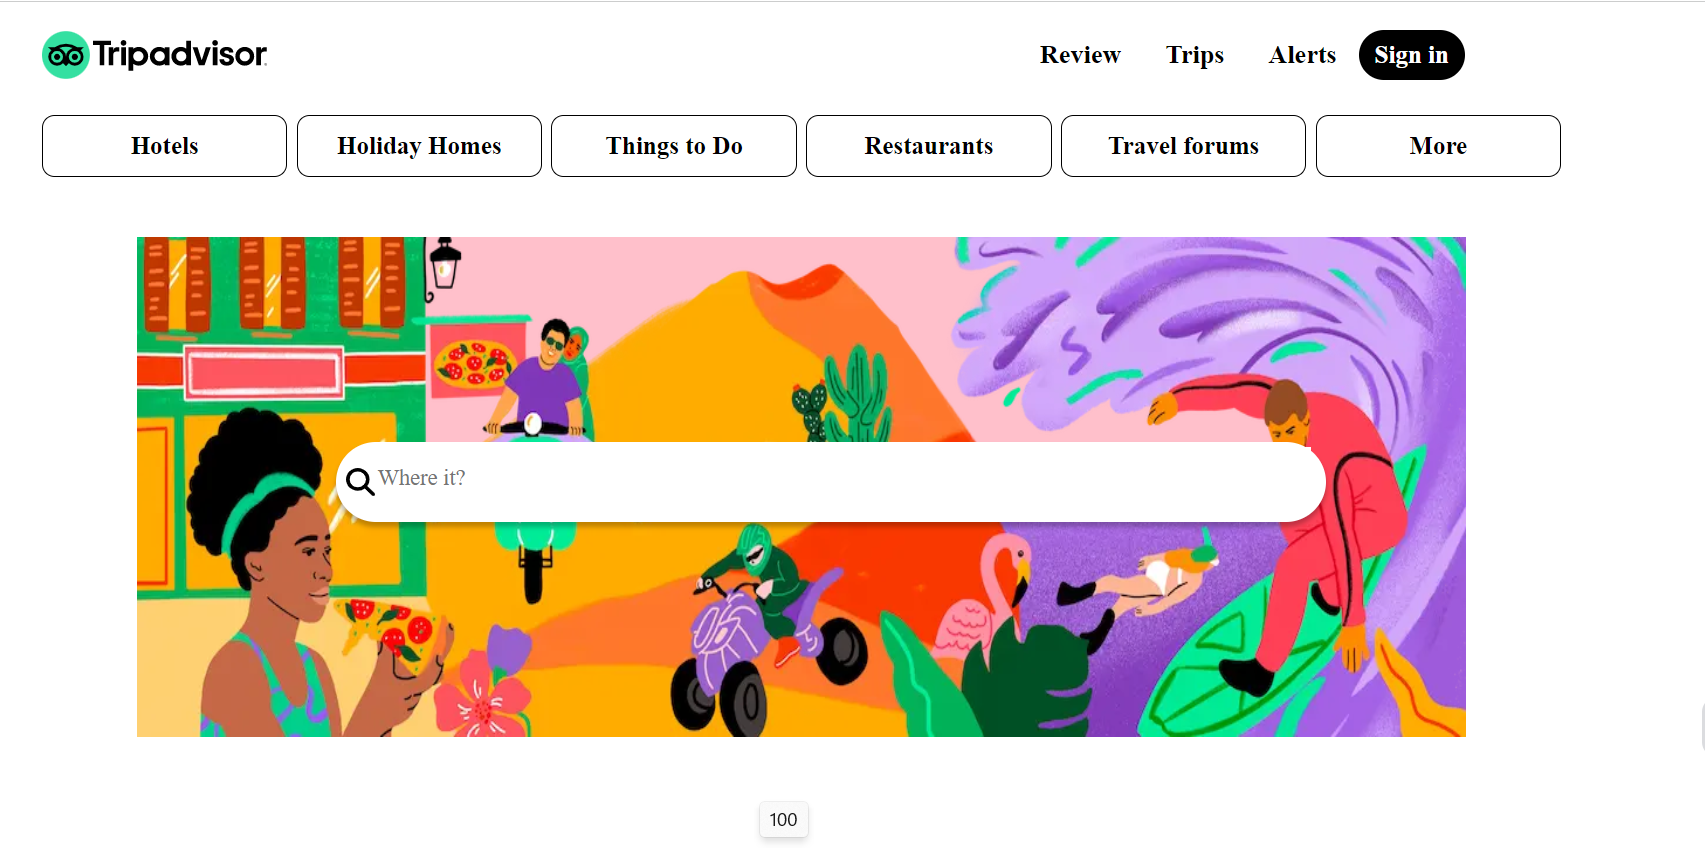 Tripadvisor
Review Trips Alerts Sign in
Hotels Holiday Homes Things to Do Restaurants Travel forums More
Where it?
100